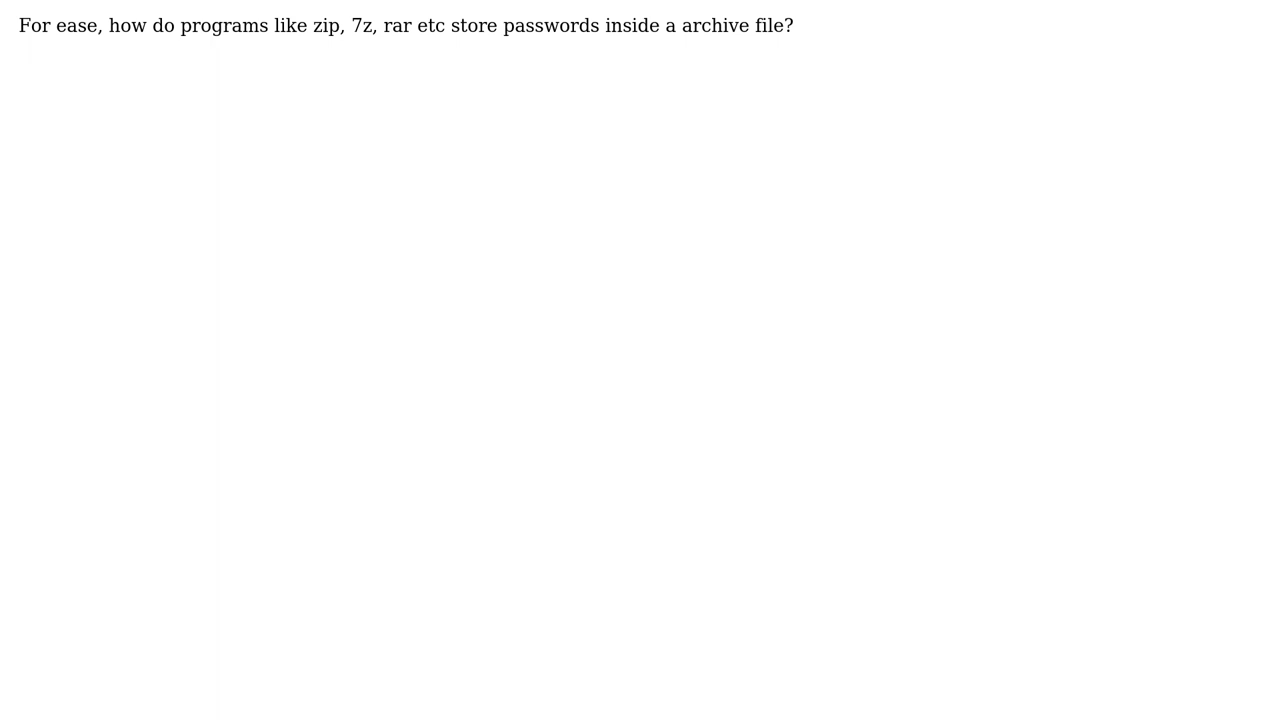 For ease, how do programs like zip, 7z, rar etc store passwords inside a archive file?